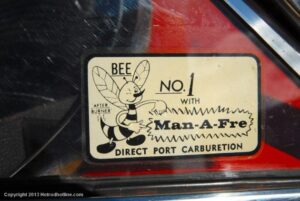 BEE
NO. 1
WITH
AFTER
BURNER
Man-A-Fre
DIRECT PORT CARBURETION
Copyright 2013 Hotrodhotline.com